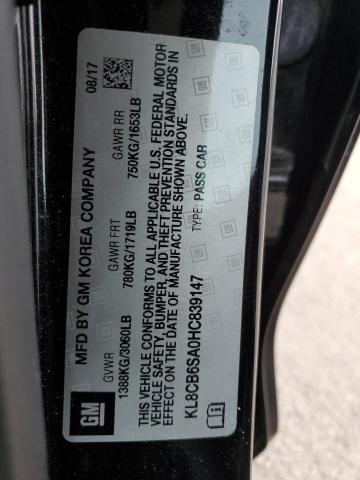 GM
MFD BY GM KOREA COMPANY 08/17
GVWR GAWR FRT GAWR RR
1388KG/3060LB 780KG/1719LB 750KG/1653LB
THIS VEHICLE CONFORMS TO ALL APPLICABLE U.S. FEDERAL MOTOR
VEHICLE SAFETY, BUMPER, AND THEFT PREVENTION STANDARDS IN
EFFECT ON THE DATE OF MANUFACTURE SHOWN ABOVE.
KL8CB6SA0HC839147 TYPE: PASS CAR